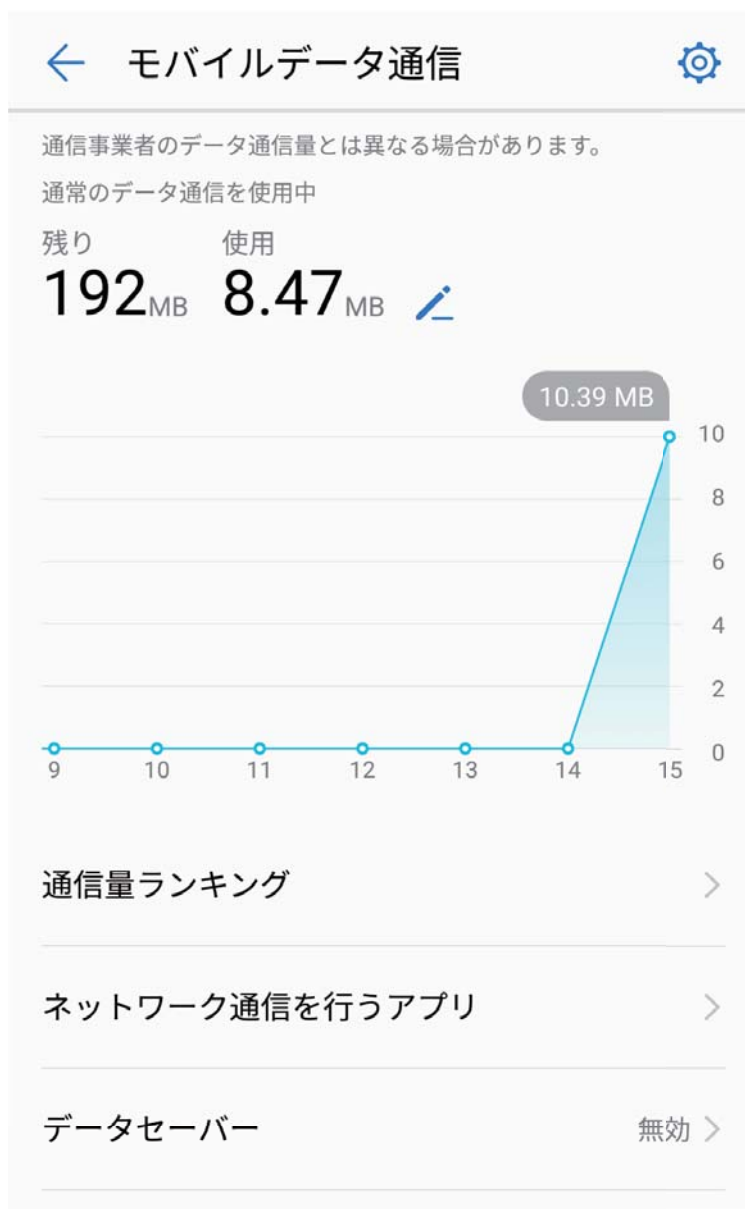 モバイルデータ通信
通信事業者のデータ通信量とは異なる場合があります。
通常のデータ通信を使用中
残り 使用
192MB 8.47MB
10.39 MB
10
8
6
4
2
0
9 10 11 12 13 14 15
通信量ランキング
ネットワーク通信を行うアプリ
データセーバー 無効